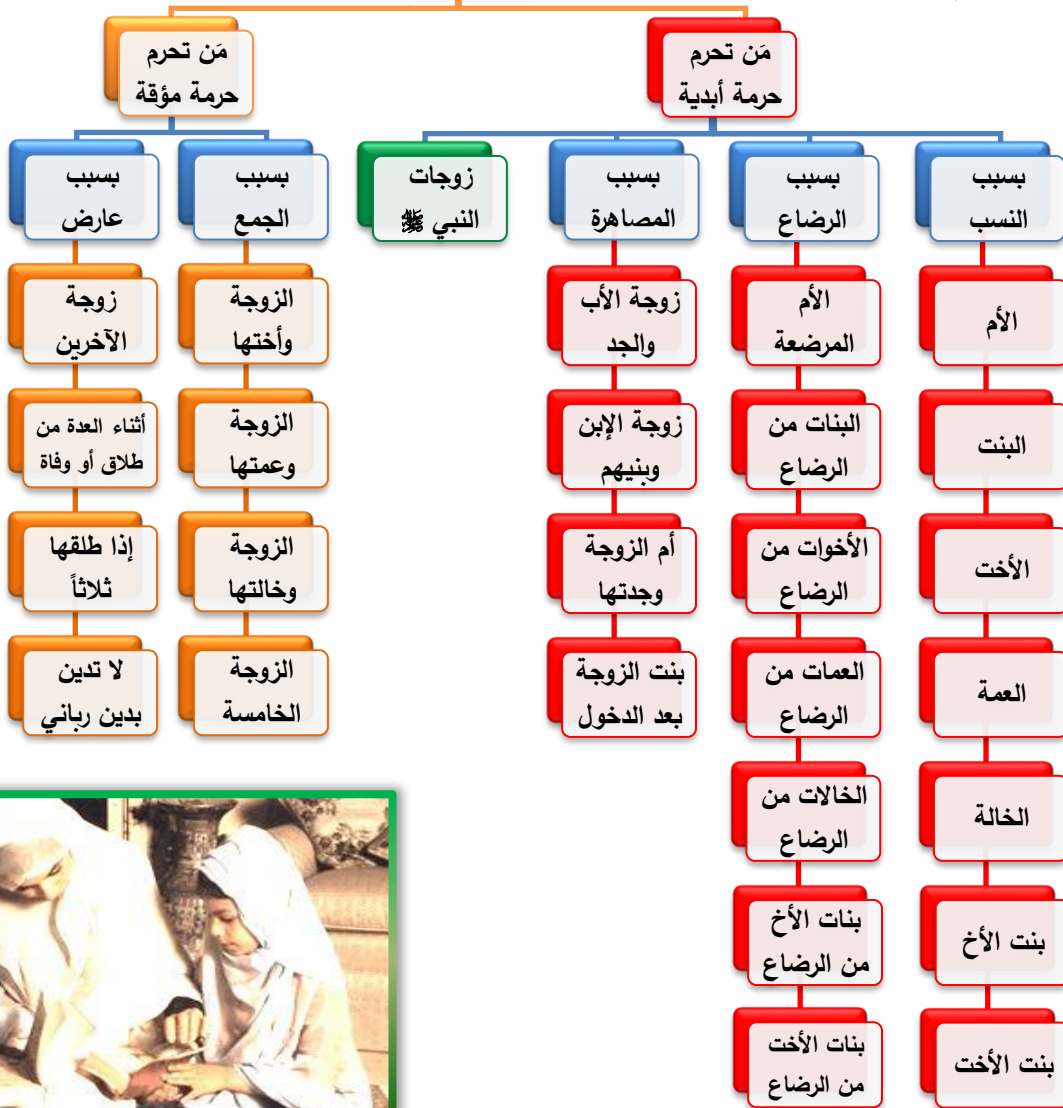 مَن تحرم
حرمة أبدية
مَن تحرم
حرمة مؤقة
بسبب
النسب
بسبب
الرضاع
بسبب
المصاهرة
زوجات
النبي ﷺ
بسبب
الجمع
بسبب
عارض
الأم
البنت
الأخت
العمة
الخالة
بنت الأخ
بنت الأخت
الأم
المرضعة
البنات من
الرضاع
الأخوات من
الرضاع
العمات من
الرضاع
الخالات من
الرضاع
بنات الأخ
من الرضاع
بنات الأخت
من الرضاع
زوجة الأب
والجد
زوجة الإبن
وبنيهم
أم الزوجة
وجدتها
بنت الزوجة
بعد الدخول
الزوجة
وأختها
الزوجة
وعمتها
الزوجة
وخالتها
الزوجة
الخامسة
زوجة
الآخرين
أثناء العدة من
طلاق أو وفاة
إذا طلقها
ثلاثاً
لا تدين
بدين رباني